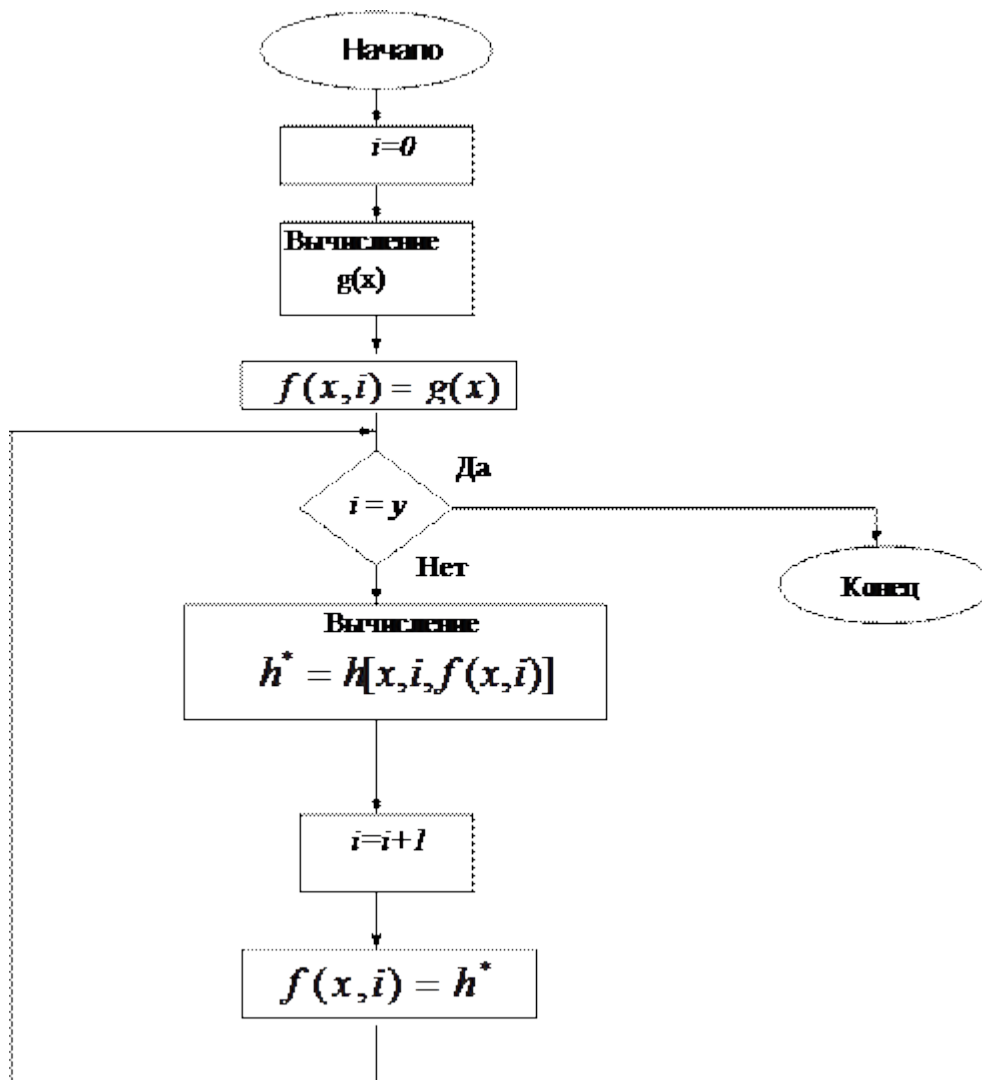 Начало
i=0
Вычисление
g(x)
f(x,i) = g(x)
Да
i = y
Нет
Конец
Вычисление
h* = h[x,i,f(x,i)]
i=i+1
f(x,i) = h*